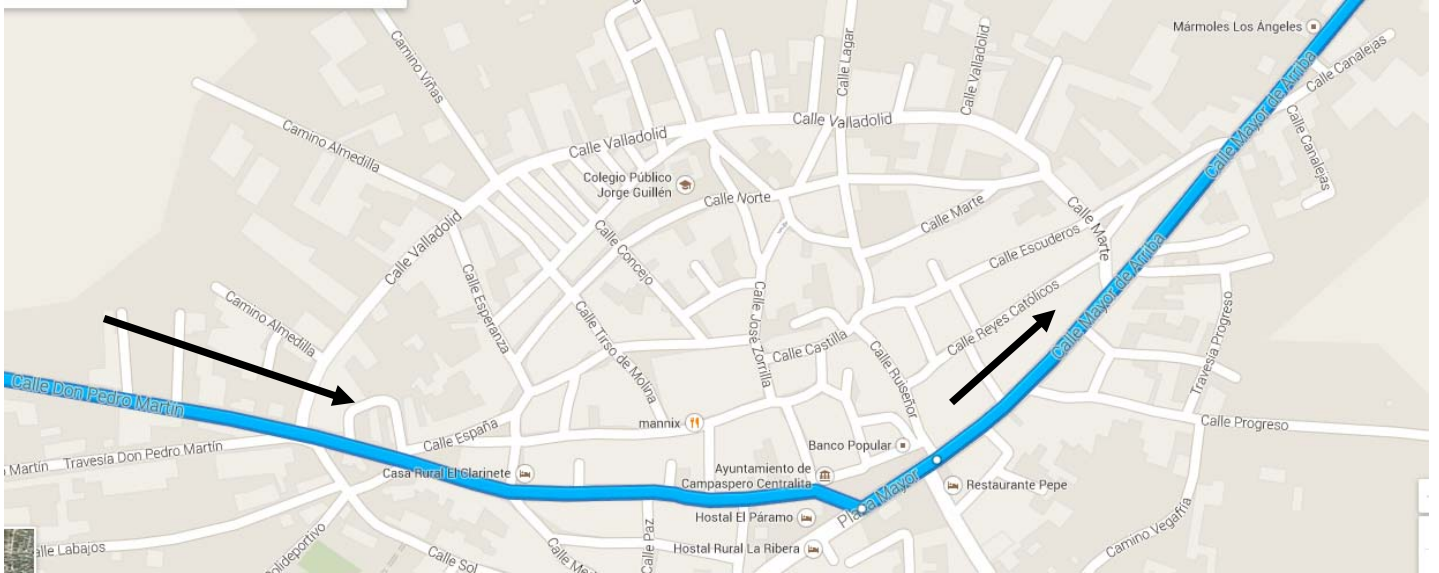 Mármoles Los Ángeles
Calle Canalejas
Calle Canalejas
Calle Valladolid
Calle Lagar
Camino Viñas
Camino Almedilla
Calle Valladolid
Calle Valladolid
Calle Mayor de Arriba
Colegio Público
Jorge Guillén
Calle Norte
Calle Marte
Calle Marte
Calle Valladolid
Calle Concejo
Calle Escuderos
Calle Mayor de Arriba
Calle Esperanza
Camino Almedilla
Calle Tirso de Molina
Calle José Zorrilla
Calle Reyes Católicos
Calle Castilla
Calle Ruiseñor
Travesía Progreso
Calle Don Pedro Martín
mannix
Calle España
Calle Progreso
Martín
Travesía Don Pedro Martín
Banco Popular
Casa Rural El Clarinete
Ayuntamiento de
Campaspero Centralita
Plaza Mayor
Restaurante Pepe
Hostal El Páramo
Calle Paz
Camino Vegafría
Hostal Rural La Ribera
alle Labajos
olideportivo
Calle Sol
Calle Me